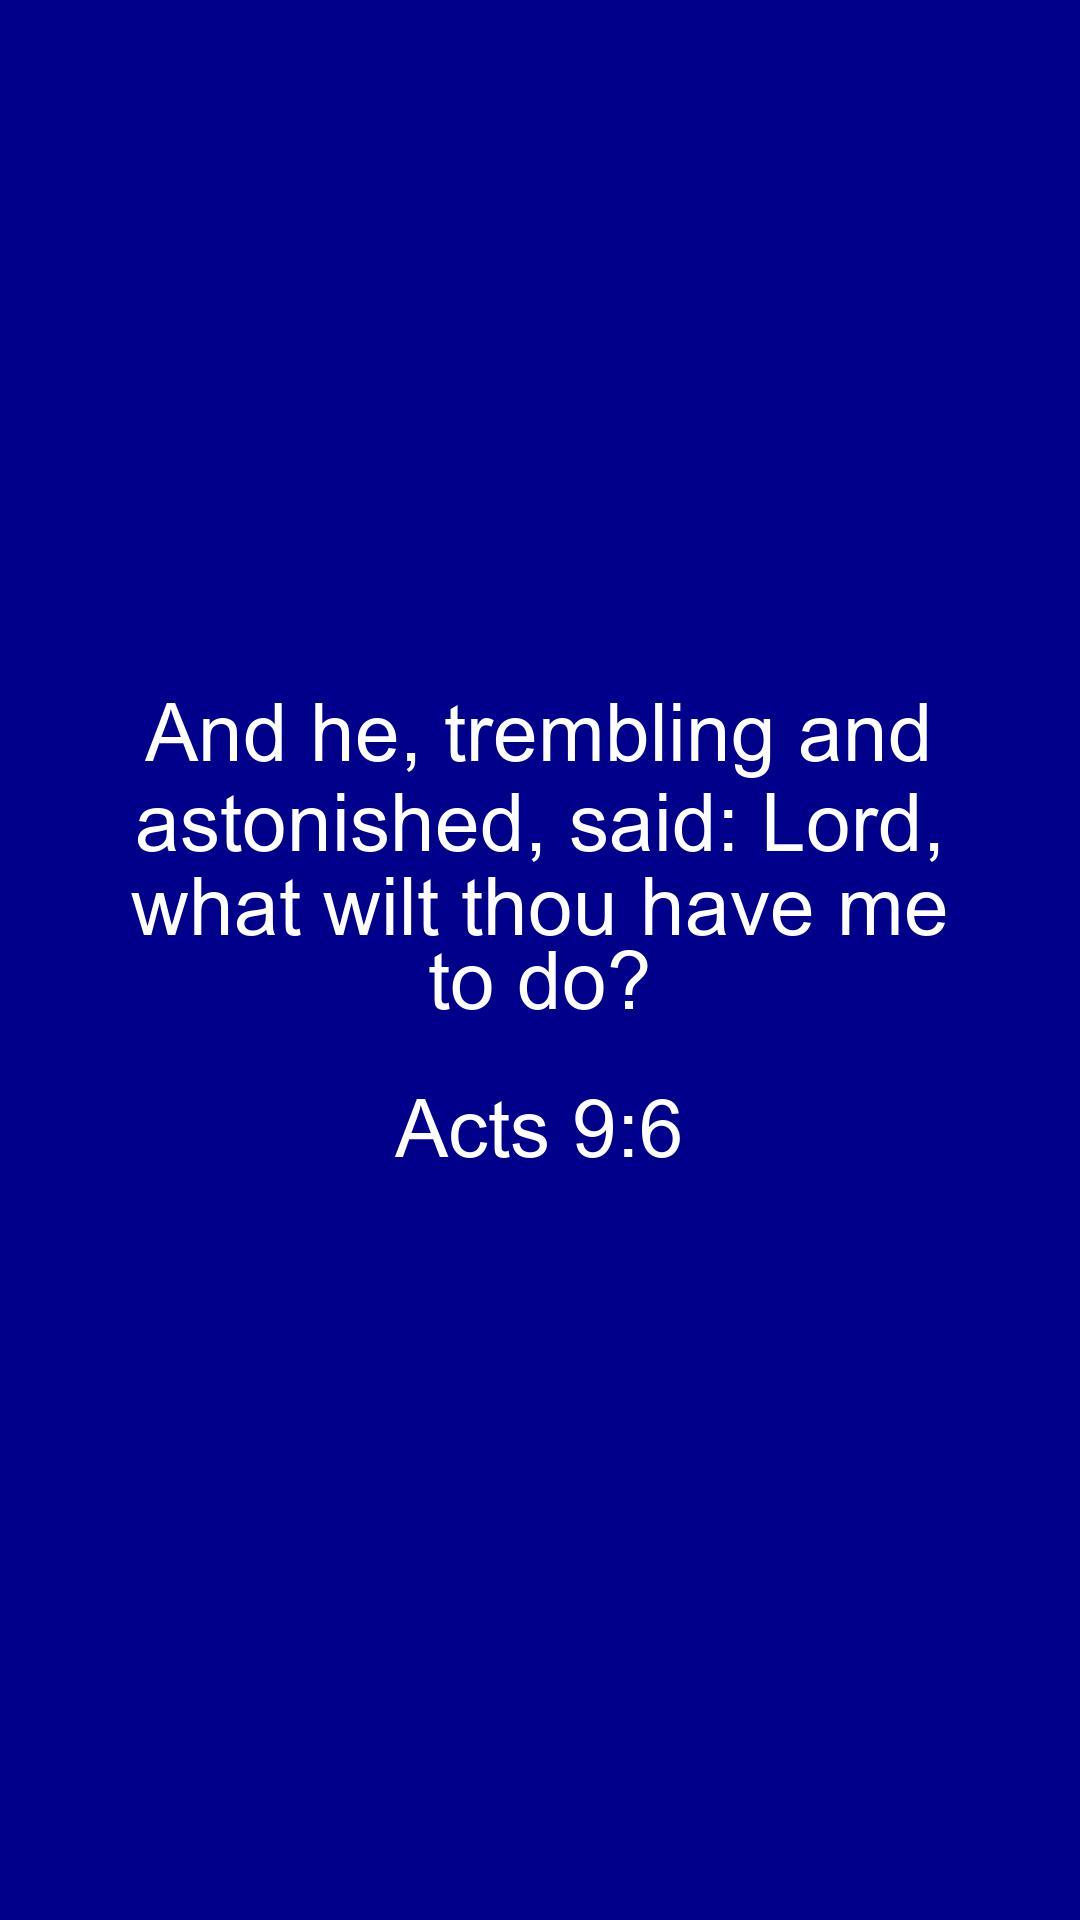 And he, trembling and
astonished, said: Lord,
what wilt thou have me
to do?
Acts 9:6